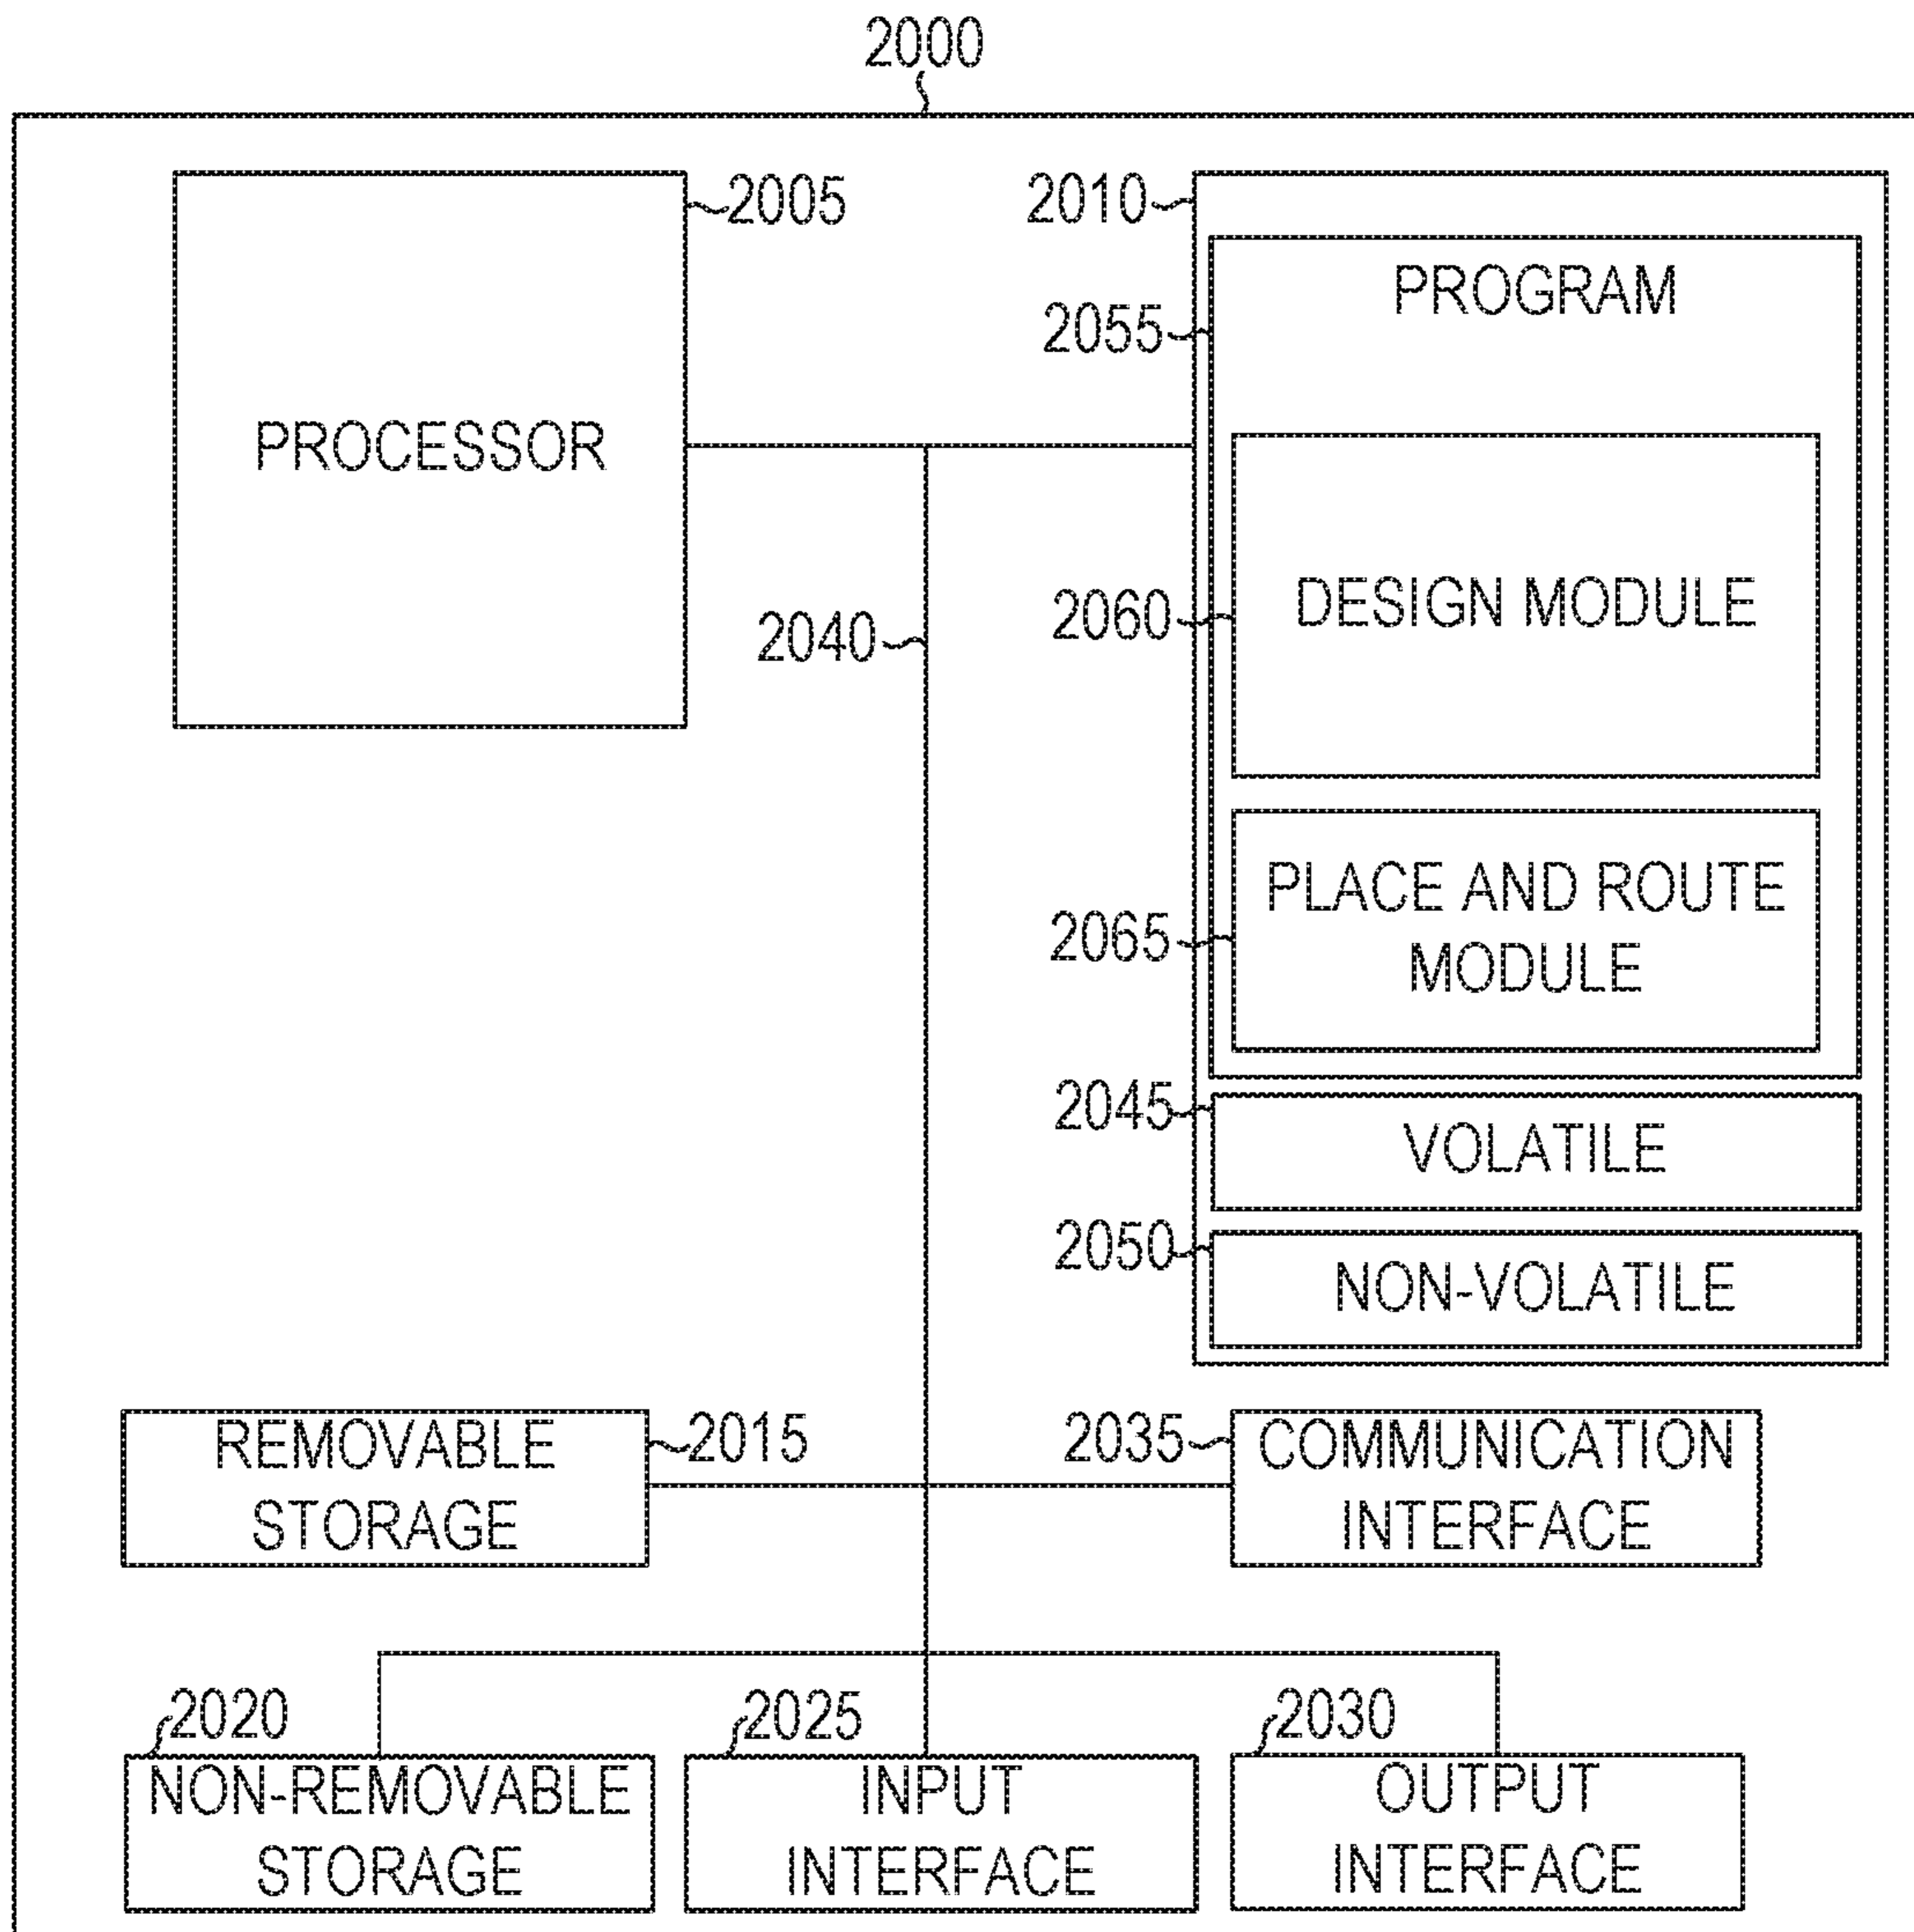 2000
2005
2010
PROGRAM
2055
PROCESSOR
2060
DESIGN MODULE
2040
PLACE AND ROUTE
MODULE
2065
2045
VOLATILE
2050
NON-VOLATILE
REMOVABLE
STORAGE
2015
2035
COMMUNICATION
INTERFACE
2020
NON-REMOVABLE
STORAGE
2025
INPUT
INTERFACE
2030
OUTPUT
INTERFACE